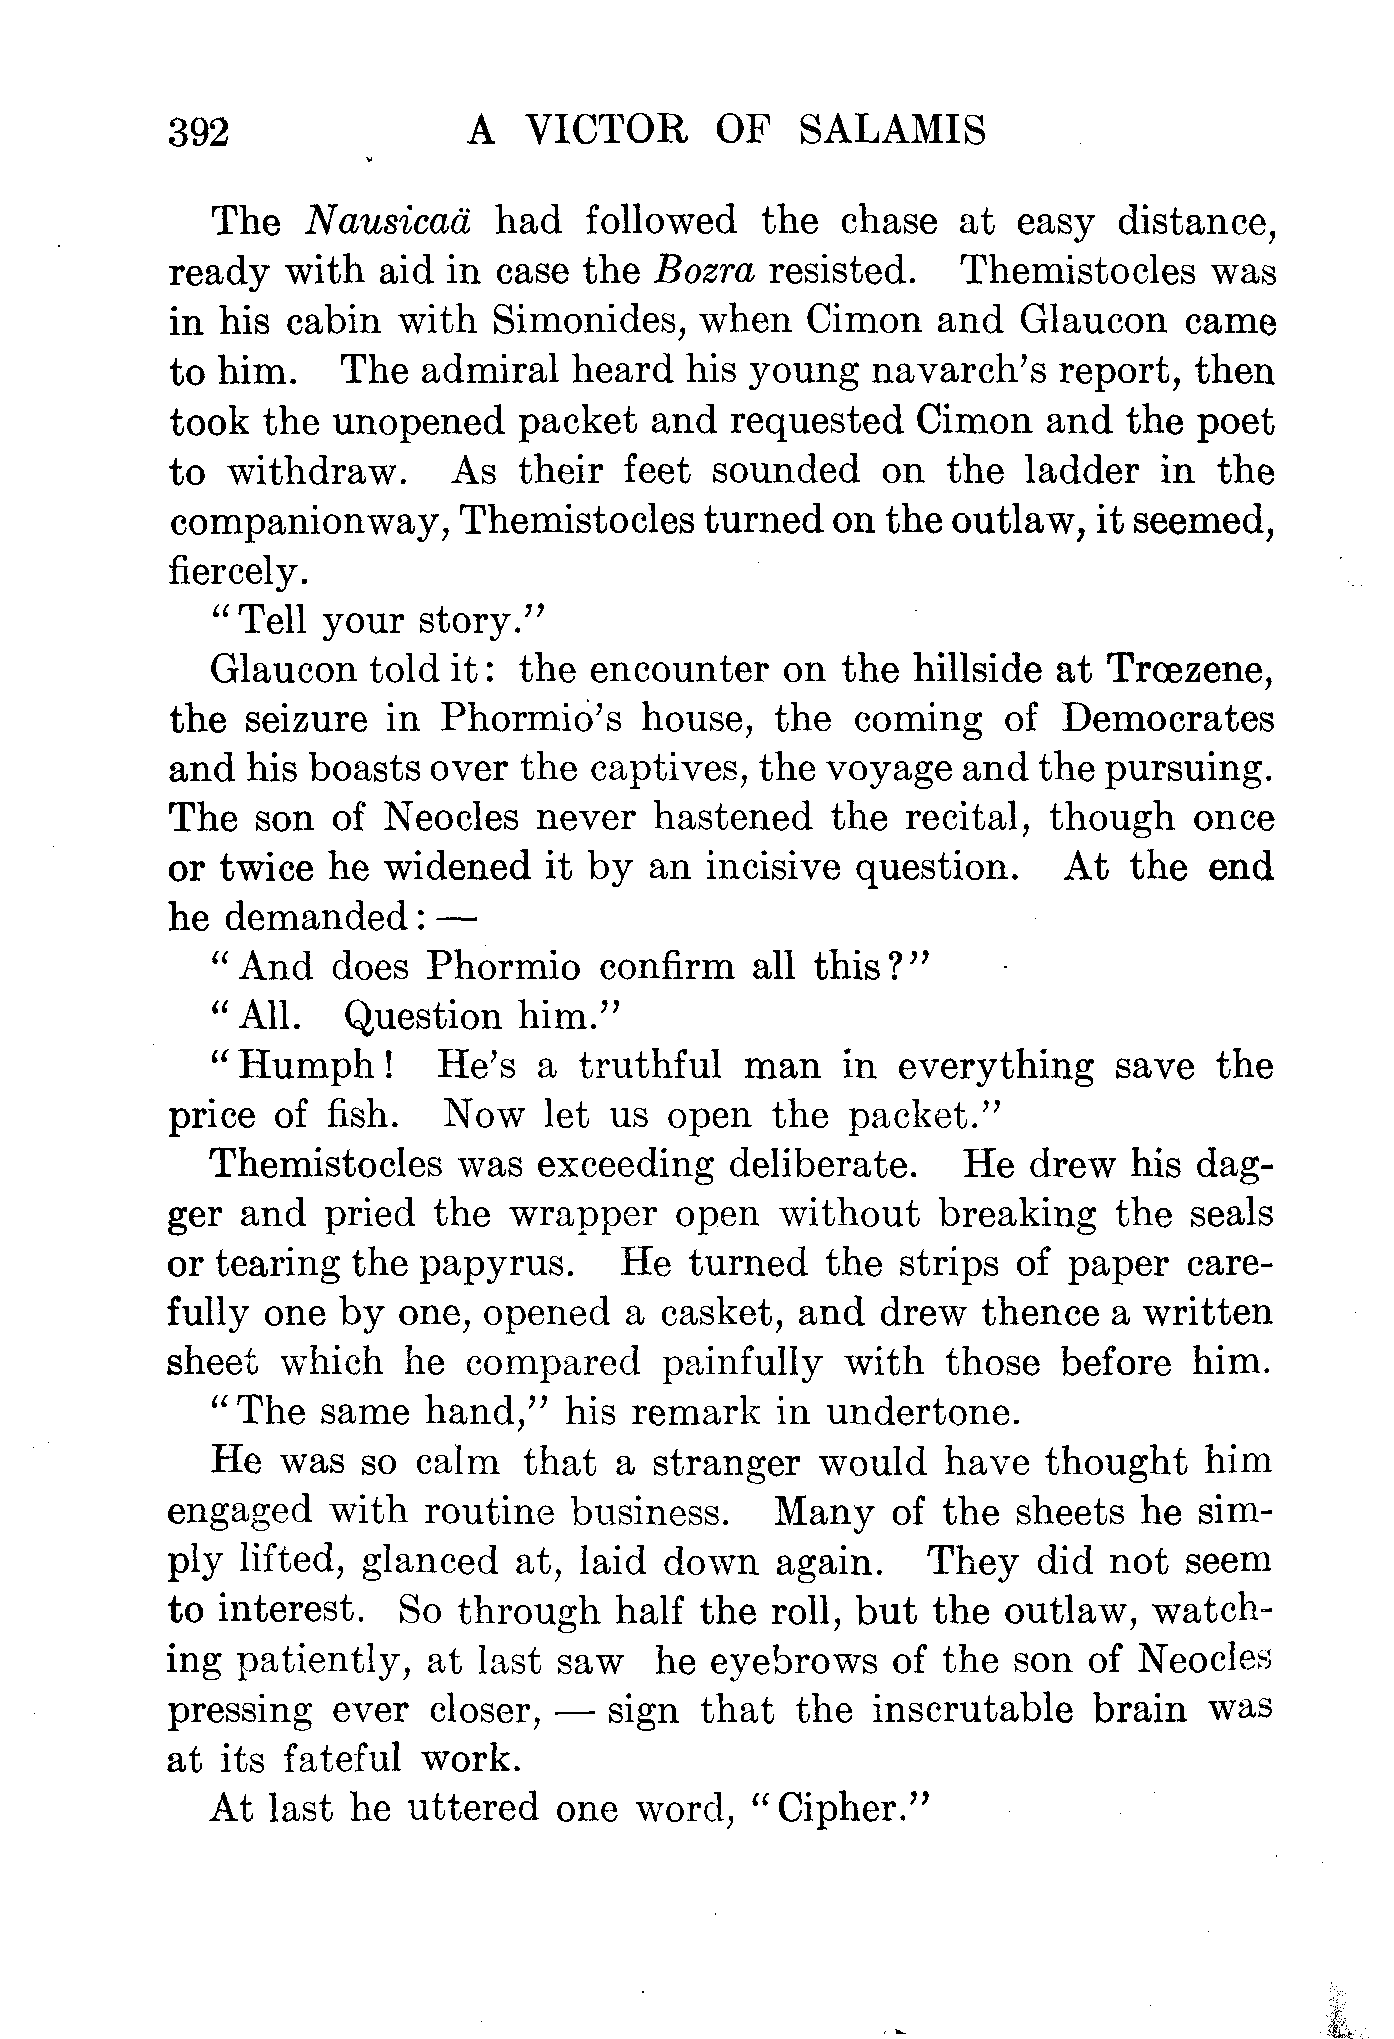 392 A VICTOR OF SALAMIS
The Nausicaä had followed the chase at easy distance,
ready with aid in case the Bozra resisted. Themistocles was
in his cabin with Simonides, when Cimon and Glaucon came
to him. The admiral heard his young navarch's report, then
took the unopened packet and requested Cimon and the poet
to withdraw. As their feet sounded on the ladder in the
companionway, Themistocles turned on the outlaw, it seemed,
fiercely.
"Tell your story."
Glaucon told it: the encounter on the hillside at Trœzene,
the seizure in Phormio's house, the coming of Democrates
and his boasts over the captives, the voyage and the pursuing.
The son of Neocles never hastened the recital, though once
or twice he widened it by an incisive question. At the end
he demanded: —
"And does Phormio confirm all this?"
"All. Question him."
"Humph! He's a truthful man in everything save the
price of fish. Now let us open the packet."
Themistocles was exceeding deliberate. He drew his dag-
ger and pried the wrapper open without breaking the seals
or tearing the papyrus. He turned the strips of paper care-
fully one by one, opened a casket, and drew thence a written
sheet which he compared painfully with those before him.
"The same hand," his remark in undertone.
He was so calm that a stranger would have thought him
engaged with routine business. Many of the sheets he sim-
ply lifted, glanced at, laid down again. They did not seem
to interest. So through half the roll, but the outlaw, watch-
ing patiently, at last saw he eyebrows of the son of Neocles
pressing ever closer, — sign that the inscrutable brain was
at its fateful work.
At last he uttered one word, "Cipher."